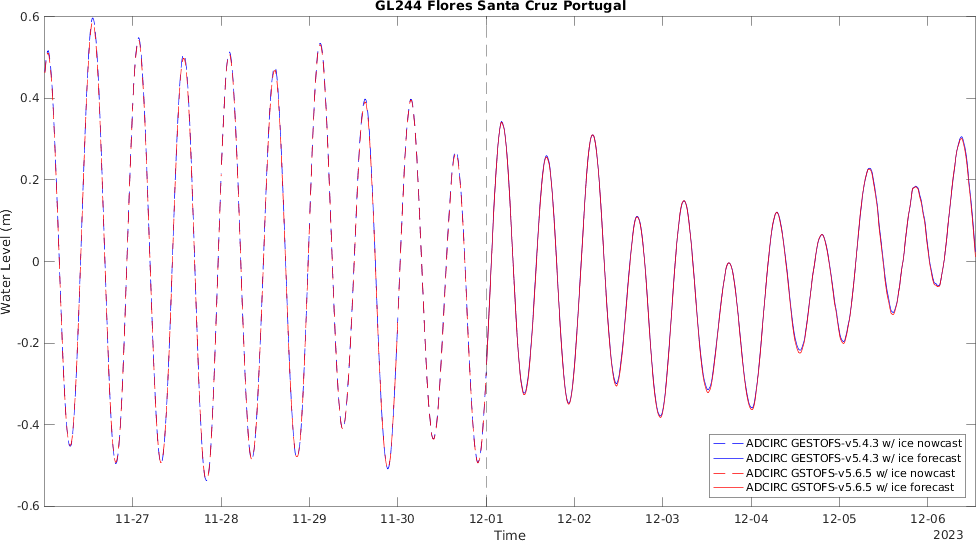 GL244 Flores Santa Cruz Portugal
0.6
0.4
0.2
0
-0.2
-0.4
-0.6
Water Level (m)
ADCIRC GESTOFS-v5.4.3 w/ ice nowcast
ADCIRC GESTOFS-v5.4.3 w/ ice forecast
ADCIRC GSTOFS-v5.6.5 w/ ice nowcast
ADCIRC GSTOFS-v5.6.5 w/ ice forecast
11-27 11-28 11-29 11-30 12-01 12-02 12-03 12-04 12-05 12-06
Time
2023